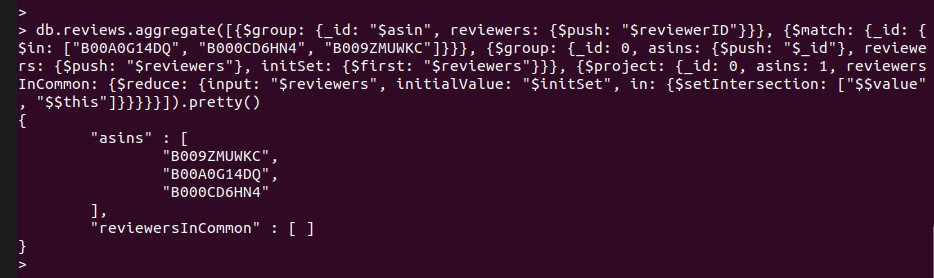 >
> db.reviews.aggregate([{$group: {_id: "$asin", reviewers: {$push: "$reviewerID"}}}, {$match: {_id: {
$in: ["B00A0G14DQ", "B000CD6HN4", "B009ZMUWKC"]}}}, {$group: {_id: 0, asins: {$push: "$_id"}, reviewe
rs: {$push: "$reviewers"}, initSet: {$first: "$reviewers"}}}, {$project: {_id: 0, asins: 1, reviewers
InCommon: {$reduce: {input: "$reviewers", initialValue: "$initSet", in: {$setIntersection: ["$$value"
, "$$this"]}}}}}]).pretty()
{
"asins" : [
"B009ZMUWKC",
"B00A0G14DQ",
"B000CD6HN4"
],
"reviewersInCommon" : [ ]
}
>